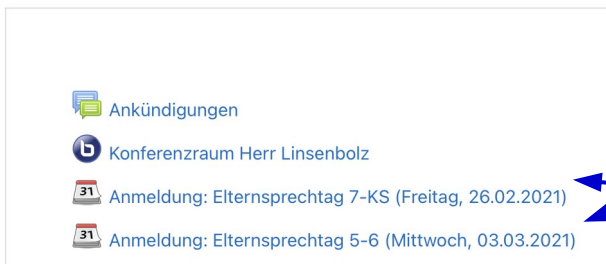 Ankündigungen
Konferenzraum Herr Linsenbolz
Anmeldung: Elternsprechtag 7-KS (Freitag, 26.02.2021)
Anmeldung: Elternsprechtag 5-6 (Mittwoch, 03.03.2021)